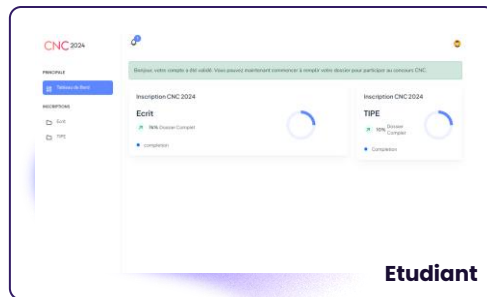 CNC 2024
PRINCIPALE
Tableau de Bord
INSCRIPTIONS
Ecrit
TIPE
Bonjour, votre compte a été validé. Vous pouvez maintenant commencer à remplir votre dossier pour participer au concours CNC.
Inscription CNC 2024
Ecrit
Dossier Complet
completion
Inscription CNC 2024
TIPE
Dossier
Complet
Completion
Etudiant